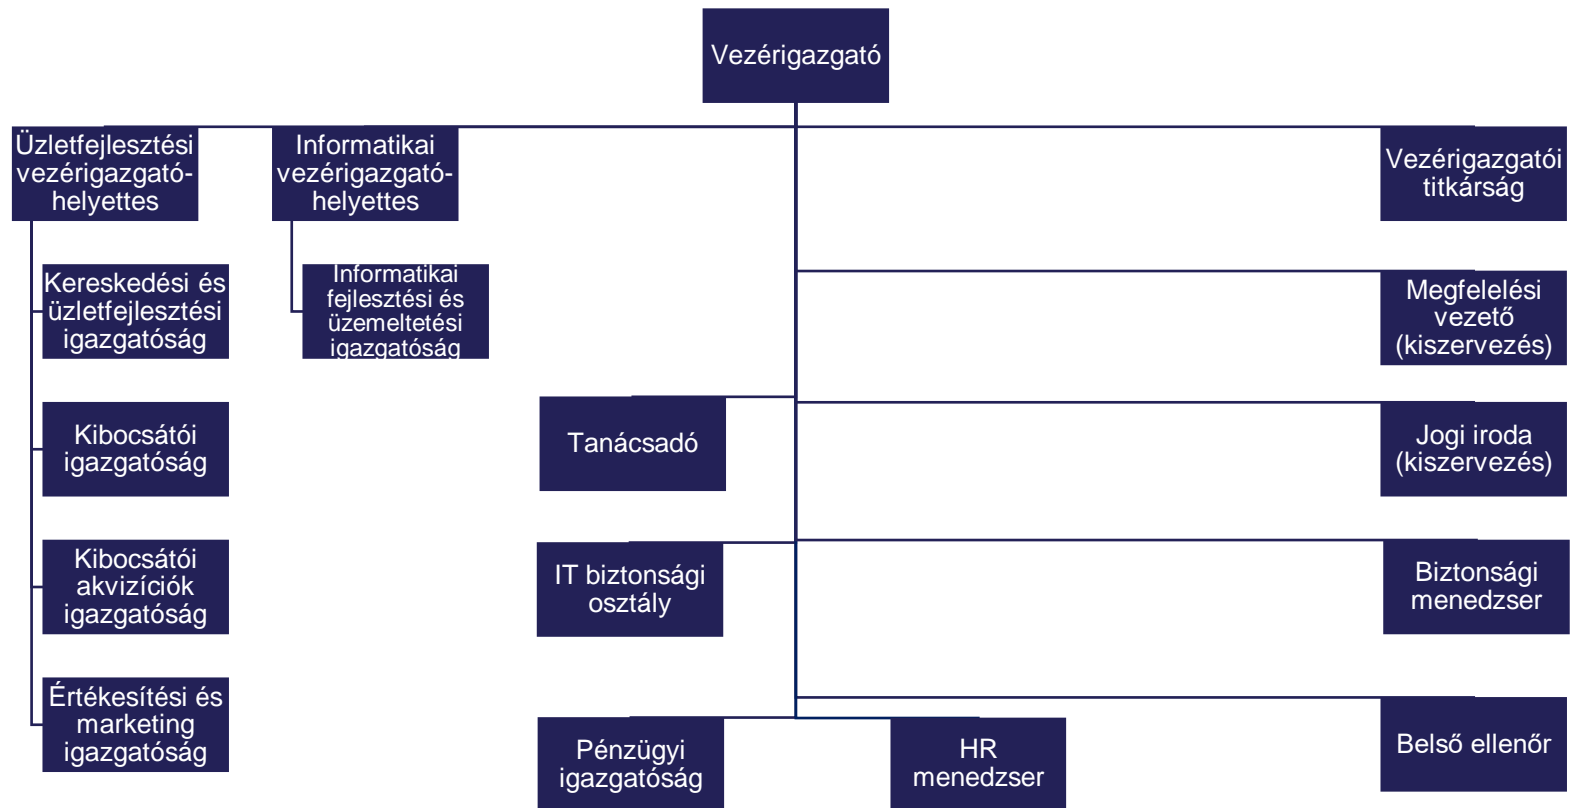 Vezérigazgató
Üzletfejlesztési
vezérigazgató-
helyettes
Informatikai
vezérigazgató-
helyettes
Vezérigazgatói
titkárság
Kereskedési és
üzletfejlesztési
igazgatóság
Informatikai
fejlesztési és
üzemeltetési
igazgatóság
Megfelelési
vezető
(kiszervezés)
Tanácsadó
Kibocsátói
igazgatóság
Jogi iroda
(kiszervezés)
Kibocsátói
akvizíciók
igazgatóság
IT biztonsági
osztály
Biztonsági
menedzser
Értékesítési és
marketing
igazgatóság
Pénzügyi
igazgatóság
HR
menedzser
Belső ellenőr